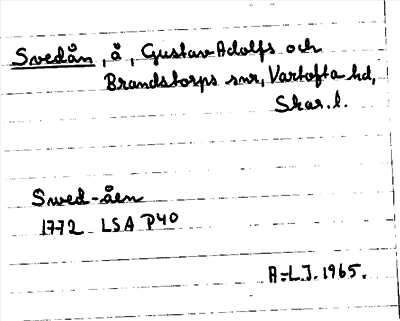 Svedån, å, Gustav Adolfs och
Brandstorps snr, Vartofta hd,
Skar. l.
Swed-åen
1772 LSA P40
A-L.J. 1965.